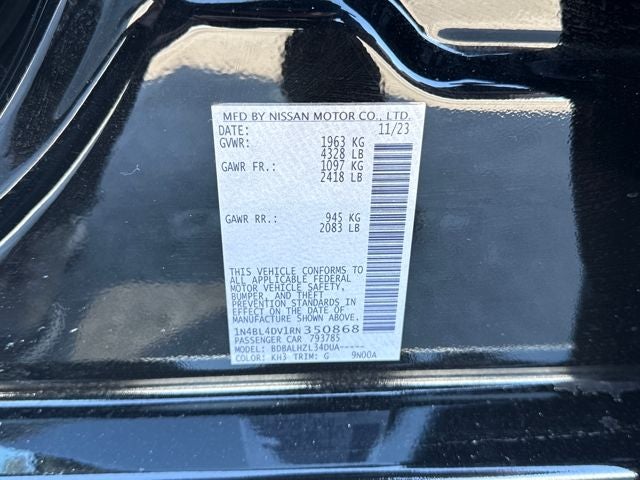 MFD BY NISSAN MOTOR CO., LTD.
DATE: 11/23
GVWR: 1963 KG
4328 LB
GAWR FR.: 1097 KG
2418 LB
GAWR RR.: 945 KG
2083 LB
THIS VEHICLE CONFORMS TO
ALL APPLICABLE FEDERAL
MOTOR VEHICLE SAFETY,
BUMPER, AND THEFT
PREVENTION STANDARDS IN
EFFECT ON THE DATE OF
MANUFACTURE SHOWN ABOVE.
1N4BL4DV1RN350868
PASSENGER CAR 793785
MODEL: BDBALHZL34DUA-----
COLOR: KH3 TRIM: G 9N00A